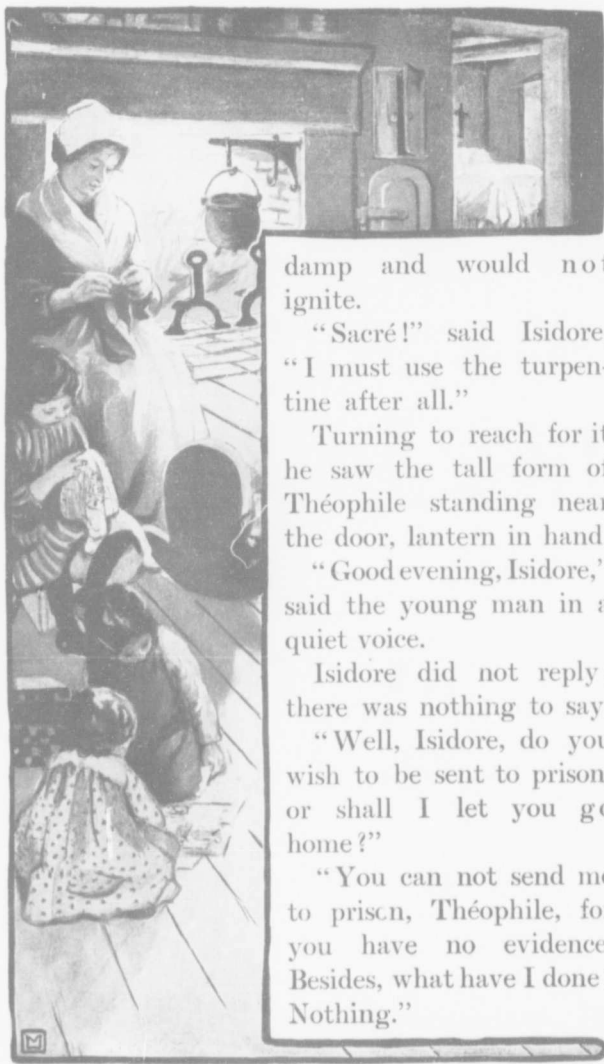 damp and would not
ignite.
"Sacré!" said Isidore
"I must use the turpen-
tine after all."
Turning to reach for it
he saw the tall form of
Théophile standing near
the door, lantern in hand
"Good evening, Isidore,'
said the young man in a
quiet voice.
Isidore did not reply
there was nothing to say
"Well, Isidore, do you
wish to be sent to prison
or shall I let you go
home?"
"You can not send me
to prison, Théophile, for
you have no evidence
Besides, what have I done
Nothing."
M